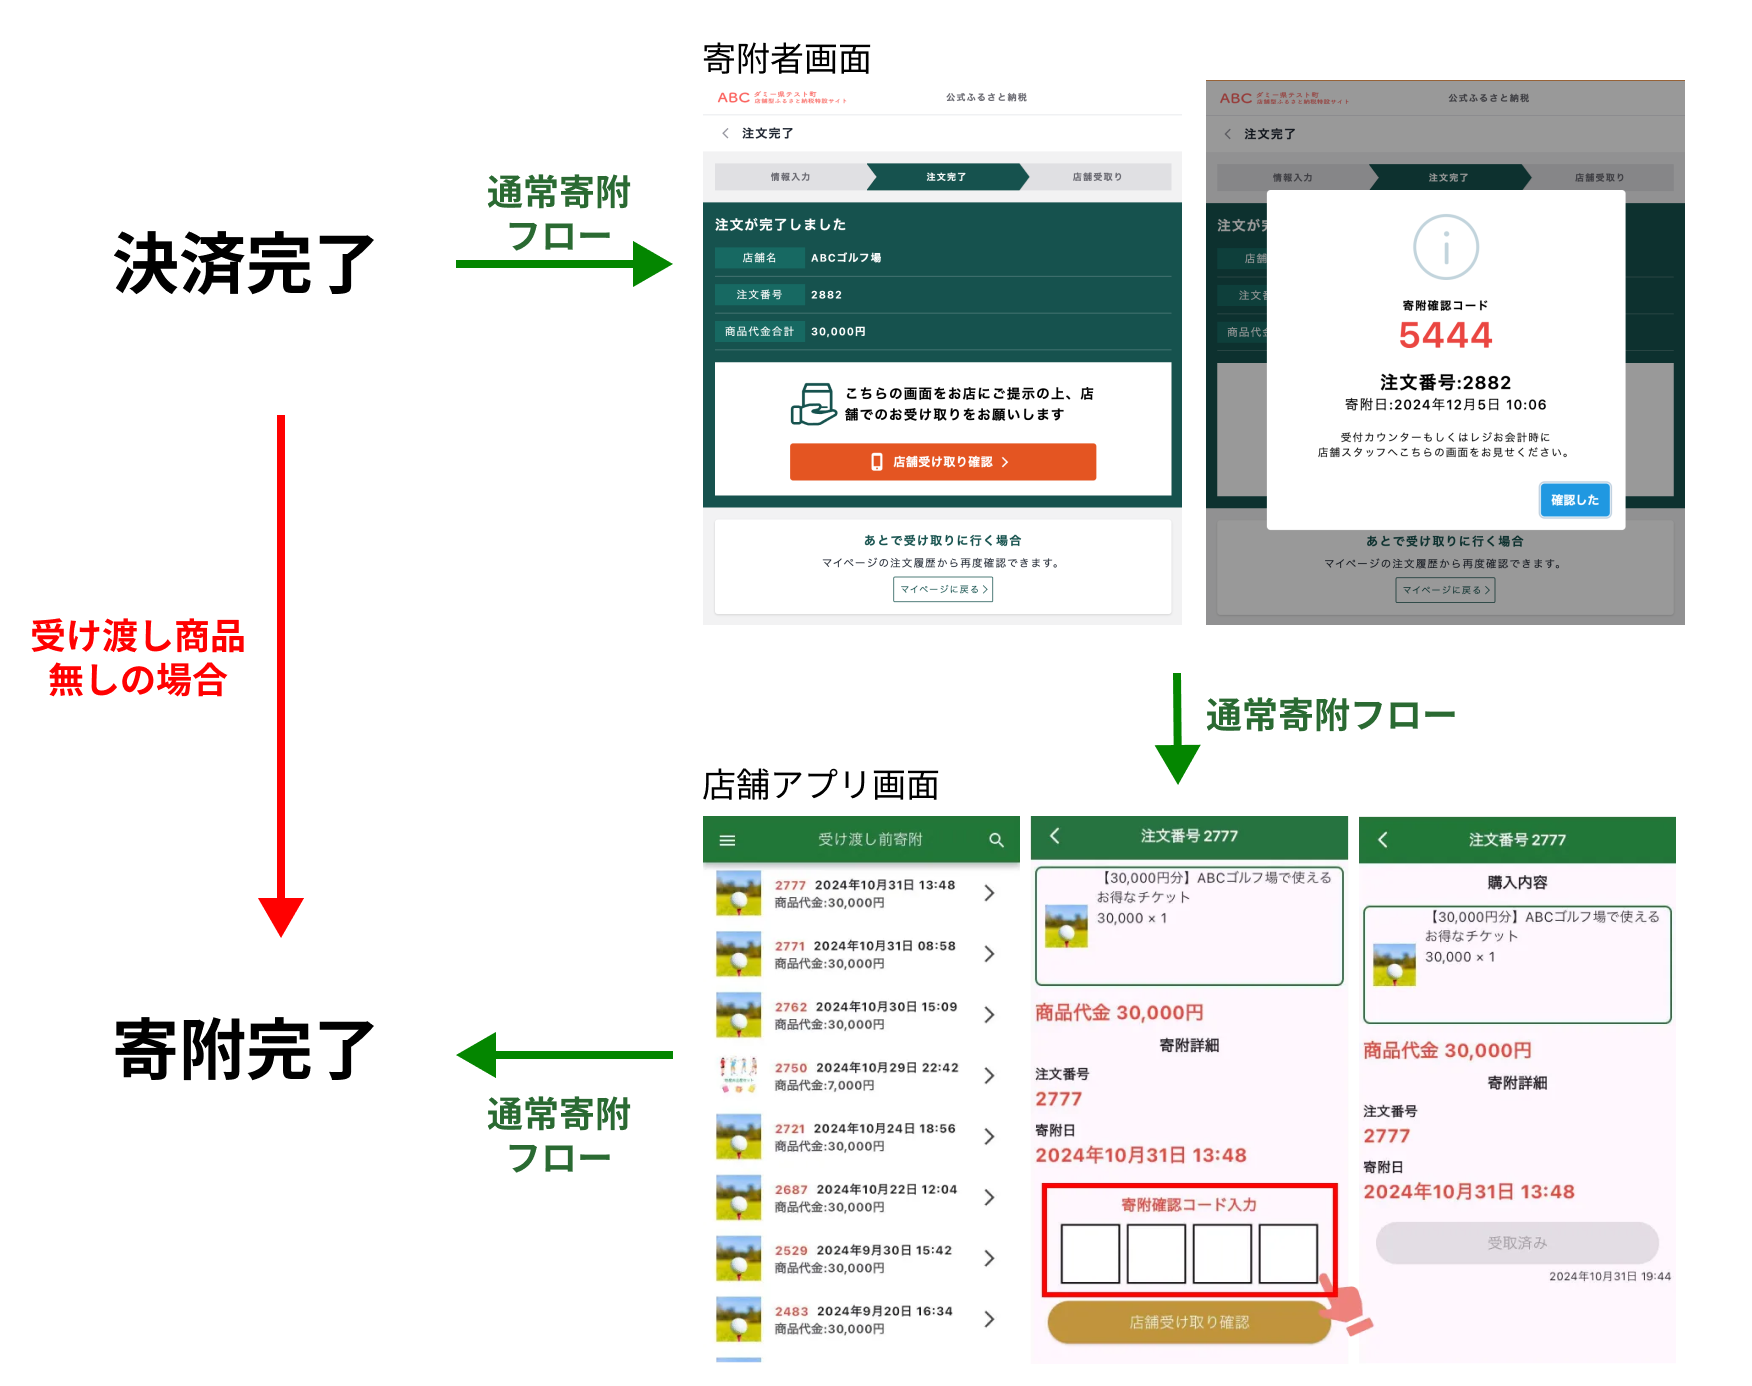 寄附者画面
ABC ダミー県テスト町
店舗型ふるさと納税特設サイト
公式ふるさと納税
注文完了
情報入力
注文完了
店舗受取り
注文が完了しました
店舗名 ABCゴルフ場
注文番号 2882
商品代金合計 30,000円
こちらの画面をお店にご提示の上、店
舗でのお受け取りをお願いします
店舗受け取り確認
あとで受け取りに行く場合
マイページの注文履歴から再度確認できます。
マイページに戻る
ABC ダミー県テスト町
店舗型ふるさと納税特設サイト
公式ふるさと納税
注文完了
情報入力
注文完了
店舗受取り
注文が
店舗
注文
商品代金
寄附確認コード
5444
注文番号:2882
寄附日:2024年12月5日 10:06
受付カウンターもしくはレジお会計時に
店舗スタッフへこちらの画面をお見せください。
確認した
あとで受け取りに行く場合
マイページの注文履歴から再度確認できます。
マイページに戻る
決済完了
通常寄附
フロー
受け渡し商品
無しの場合
通常寄附フロー
店舗アプリ画面
受け渡し前寄附
2777 2024年10月31日 13:48
商品代金:30,000円
2771 2024年10月31日 08:58
商品代金:30,000円
2762 2024年10月30日 15:09
商品代金:30,000円
2750 2024年10月29日 22:42
商品代金:7,000円
2721 2024年10月24日 18:56
商品代金:30,000円
2687 2024年10月22日 12:04
商品代金:30,000円
2529 2024年9月30日 15:42
商品代金:30,000円
2483 2024年9月20日 16:34
商品代金:30,000円
注文番号 2777
【30,000円分】ABCゴルフ場で使える
お得なチケット
30,000 × 1
商品代金 30,000円
寄附詳細
注文番号
2777
寄附日
2024年10月31日 13:48
寄附確認コード入力
店舗受け取り確認
注文番号 2777
購入内容
【30,000円分】ABCゴルフ場で使える
お得なチケット
30,000 × 1
商品代金 30,000円
寄附詳細
注文番号
2777
寄附日
2024年10月31日 13:48
受取済み
2024年10月31日 19:44
寄附完了
通常寄附
フロー